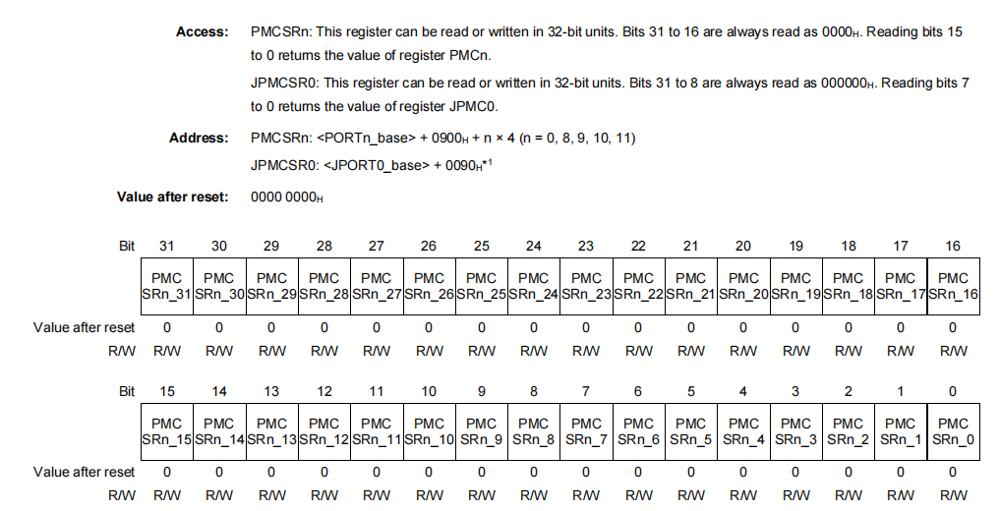 Access: PMCSRn: This register can be read or written in 32-bit units. Bits 31 to 16 are always read as 0000H. Reading bits 15
to 0 returns the value of register PMCn.
JPMCSR0: This register can be read or written in 32-bit units. Bits 31 to 8 are always read as 000000H. Reading bits 7
to 0 returns the value of register JPMC0.
Address: PMCSRn: <PORTn_base> + 0900H + n × 4 (n = 0, 8, 9, 10, 11)
JPMCSR0: <JPORT0_base> + 0090H*1
Value after reset: 0000 0000H
Bit 31 30 29 28 27 26 25 24 23 22 21 20 19 18 17 16
PMC PMC PMC PMC PMC PMC PMC PMC PMC PMC PMC PMC PMC PMC PMC PMC
SRn_31 SRn_30 SRn_29 SRn_28 SRn_27 SRn_26 SRn_25 SRn_24 SRn_23 SRn_22 SRn_21 SRn_20 SRn_19 SRn_18 SRn_17 SRn_16
Value after reset 0 0 0 0 0 0 0 0 0 0 0 0 0 0 0 0
R/W R/W R/W R/W R/W R/W R/W R/W R/W R/W R/W R/W R/W R/W R/W R/W R/W
Bit 15 14 13 12 11 10 9 8 7 6 5 4 3 2 1 0
PMC PMC PMC PMC PMC PMC PMC PMC PMC PMC PMC PMC PMC PMC PMC PMC
SRn_15 SRn_14 SRn_13 SRn_12 SRn_11 SRn_10 SRn_9 SRn_8 SRn_7 SRn_6 SRn_5 SRn_4 SRn_3 SRn_2 SRn_1 SRn_0
Value after reset 0 0 0 0 0 0 0 0 0 0 0 0 0 0 0 0
R/W R/W R/W R/W R/W R/W R/W R/W R/W R/W R/W R/W R/W R/W R/W R/W R/W